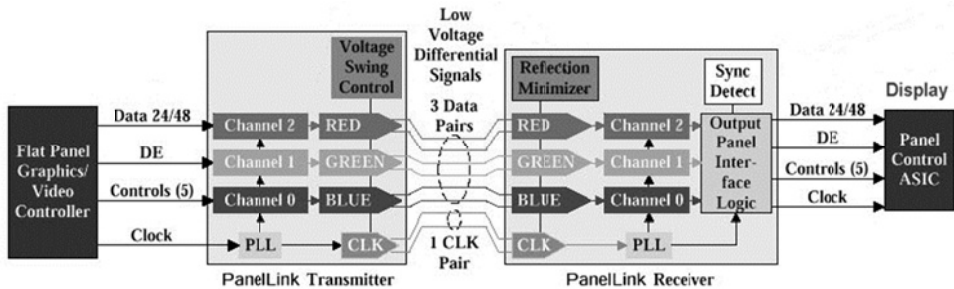 Low
Voltage
Differential
Signals
3 Data
Pairs
1 CLK
Pair
Flat Panel
Graphics/
Video
Controller
Data 24/48
DE
Controls (5)
Clock
Voltage
Swing
Control
Channel 2
RED
Channel 1
GREEN
Channel 0
BLUE
PLL
CLK
PanelLink Transmitter
Refection
Minimizer
Sync
Detect
RED
Channel 2
GREEN
Channel 1
BLUE
Channel 0
CLK
PLL
Output
Panel
Inter-
face
Logic
PanelLink Receiver
Data 24/48
DE
Controls (5)
Clock
Display
Panel
Control
ASIC